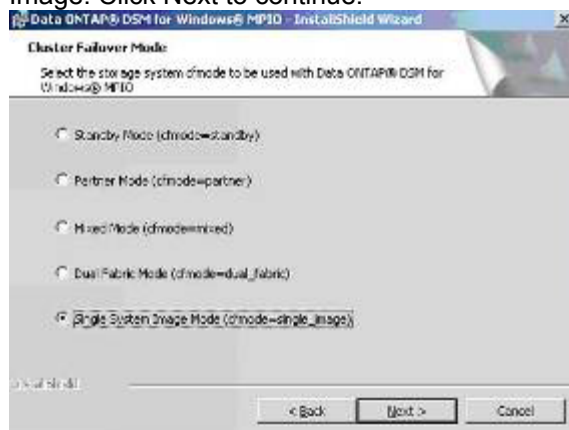 Image. Click Next to continue.
Data ONTAP® DSM for Windows® MPIO - InstallShield Wizard
Cluster Failover Mode
Select the storage system cfmode to be used with Data ONTAP® DSM for
Windows® MPIO
Standby Mode (cfmode=standby)
Partner Mode (cfmode=partner)
Mixed Mode (cfmode=mixed)
Dual Fabric Mode (cfmode=dual_fabric)
Single System Image Mode (cfmode=single_image)
InstallShield
< Back
Next >
Cancel